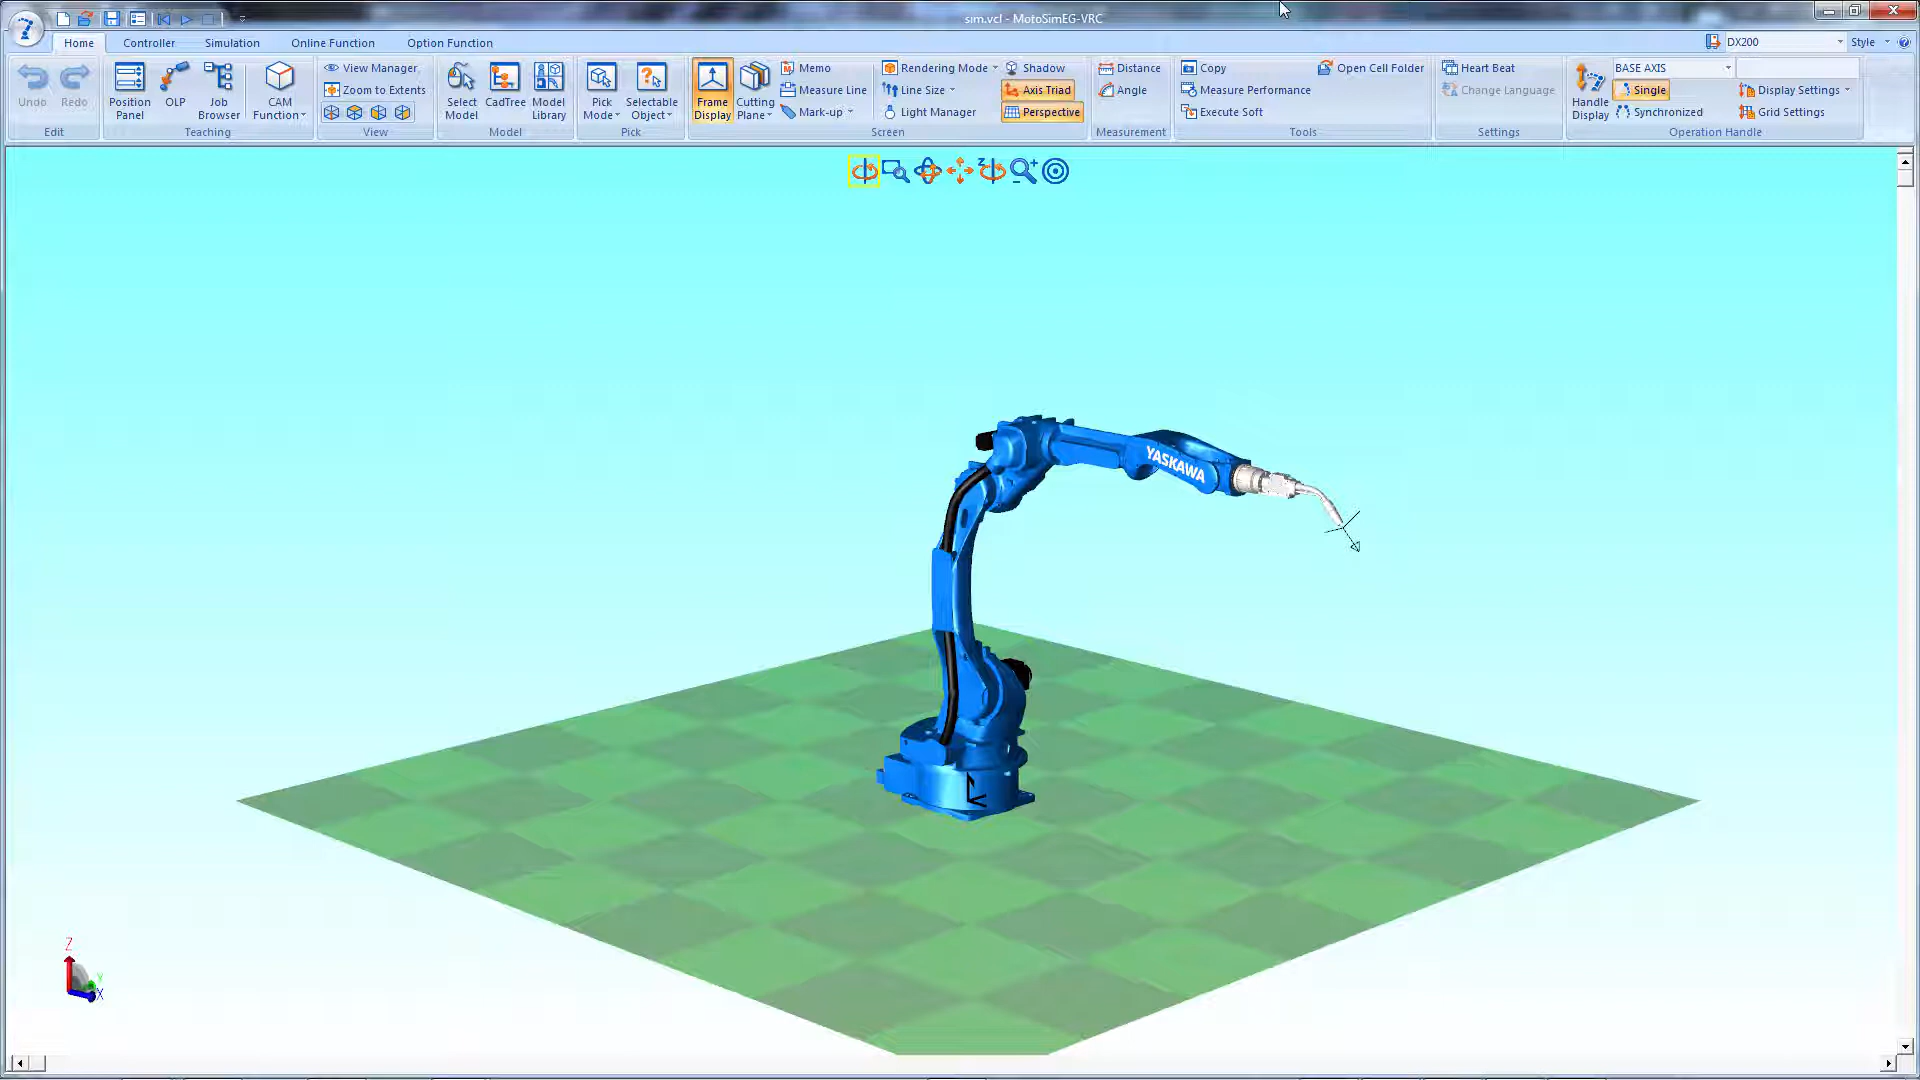 sim.vcl - MotoSimEG-VRC
Home Controller Simulation Online Function Option Function DX200 Style
Undo Redo
Edit
Position Panel OLP Job Browser
Teaching
CAM Function
View Manager
Zoom to Extents
View
Select Model CadTree Model Library
Model
Pick Mode Selectable Object
Pick
Frame Display Cutting Plane
Memo
Measure Line
Mark-up
Rendering Mode
Line Size
Light Manager
Shadow
Axis Triad
Perspective
Screen
Distance
Angle
Measurement
Copy
Measure Performance
Execute Soft
Open Cell Folder
Tools
Heart Beat
Change Language
Settings
Handle Display
BASE AXIS
Single
Synchronized
Display Settings
Grid Settings
Operation Handle
Z
YASKAWA
Z
Y
X